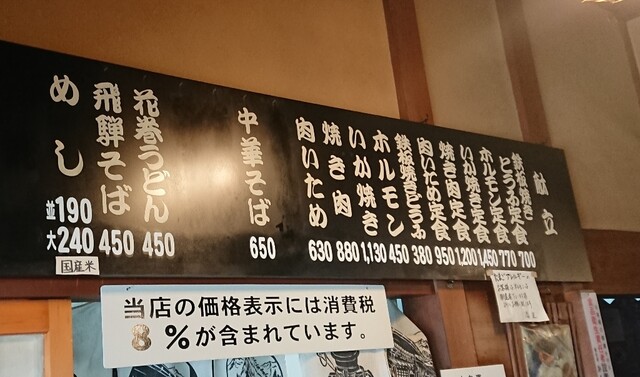 献立
鉄板焼き
とうふ定食 700
ホルモン定食 770
いか焼き定食 1,450
焼き肉定食 1,200
肉いため定食 950
鉄板焼きどうふ 380
ホルモン 450
いか焼き 1,130
焼き肉 880
肉いため 630
中華そば 650
花巻うどん 450
飛騨そば 450
めし
並190
大240
国産米
当店の価格表示には消費税
8%が含まれています。